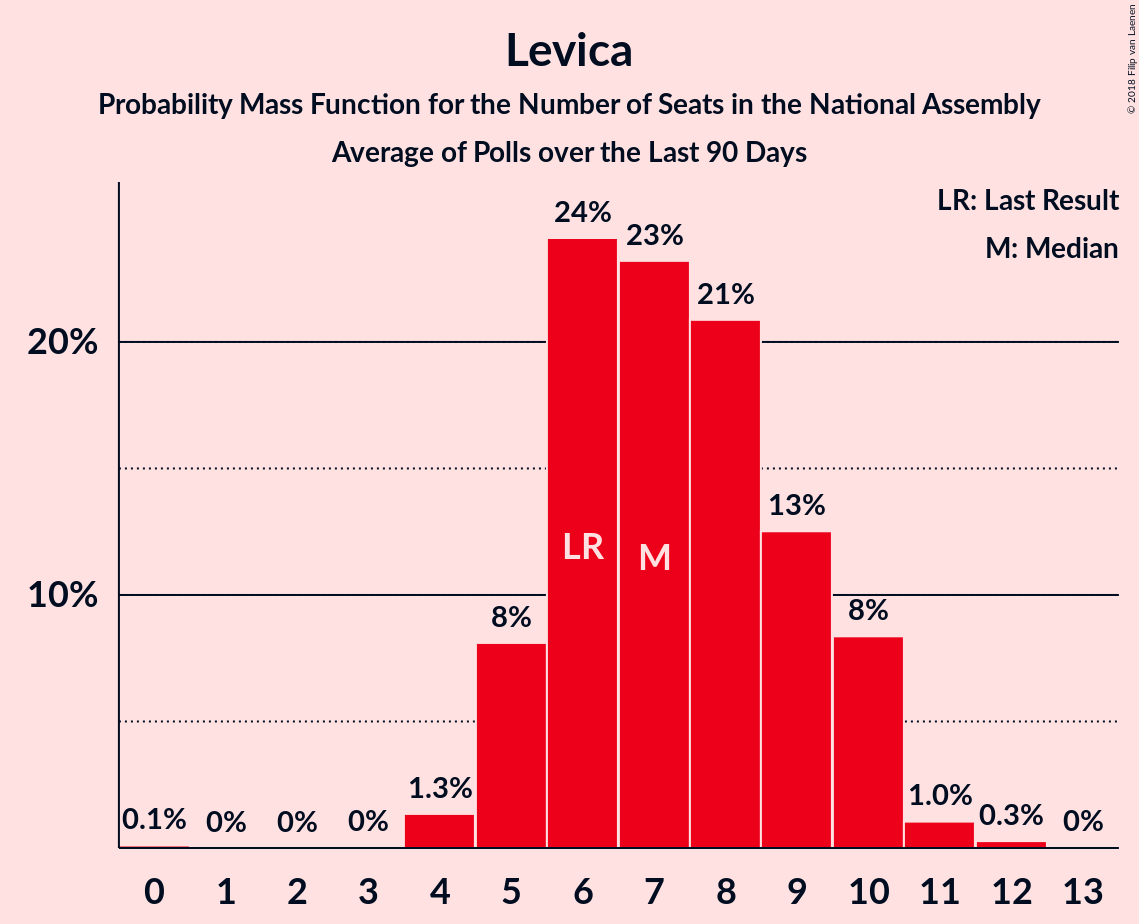 Levica
Probability Mass Function for the Number of Seats in the National Assembly
Average of Polls over the Last 90 Days
© 2018 Filip van Laenen
LR: Last Result
M: Median
24%
23%
21%
20%
13%
LR
M
10%
8%
8%
1.3%
1.0%
0.1%
0%
0%
0%
0.3%
0%
0 1 2 3 4 5 6 7 8 9 10 11 12 13